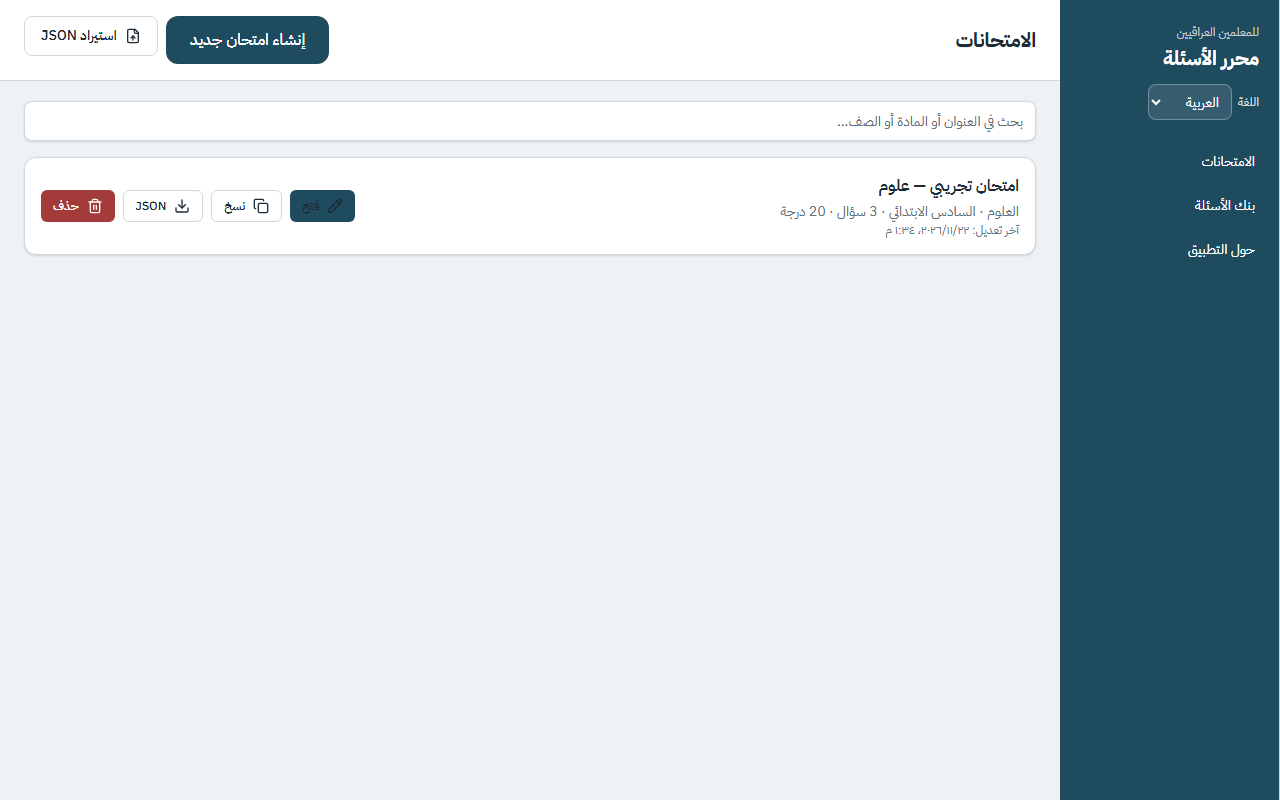 للمعلمين العراقيين
محرر الأسئلة
اللغة العربية
الامتحانات
بنك الأسئلة
حول التطبيق
الامتحانات
إنشاء امتحان جديد
استيراد JSON
بحث في العنوان أو المادة أو الصف...
امتحان تجريبي — علوم
العلوم · السادس الابتدائي · 3 سؤال · 20 درجة
آخر تعديل: ٢٠٢٦/١١/٢٢، ١:٣٤ م
فتح
نسخ
JSON
حذف